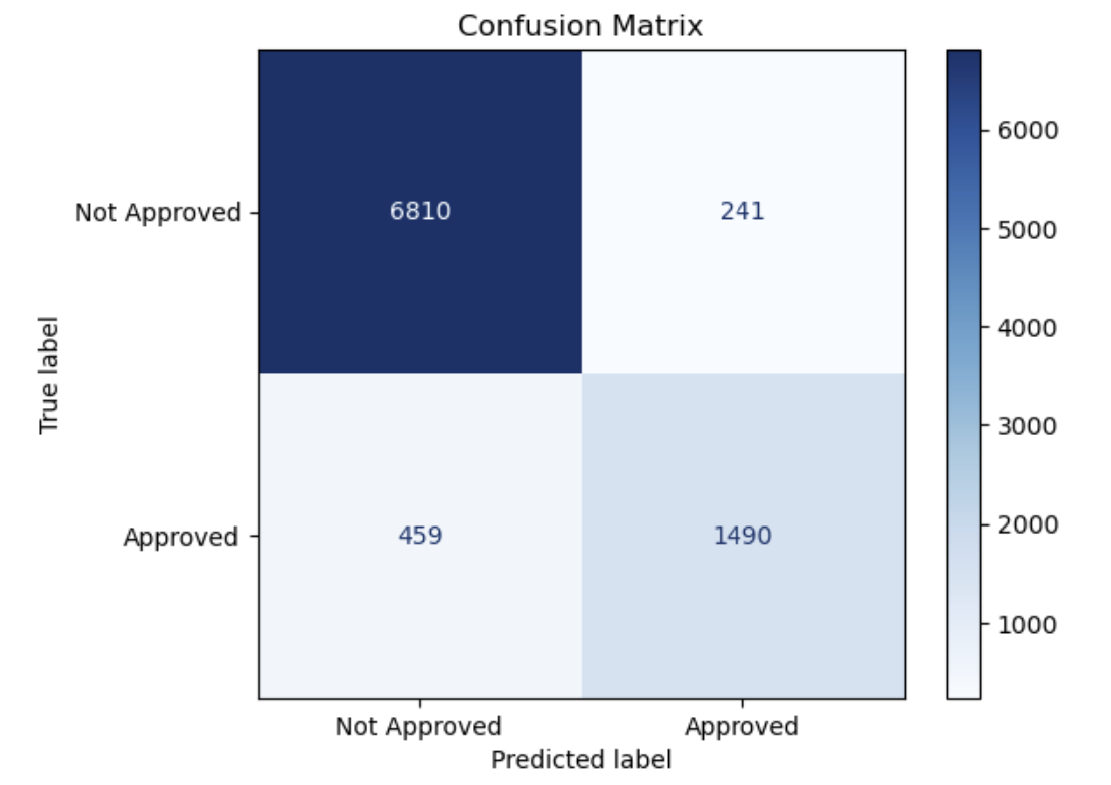 Confusion Matrix
Not Approved
6810
241
6000
5000
4000
3000
2000
1000
True label
Approved
459
1490
Not Approved
Approved
Predicted label